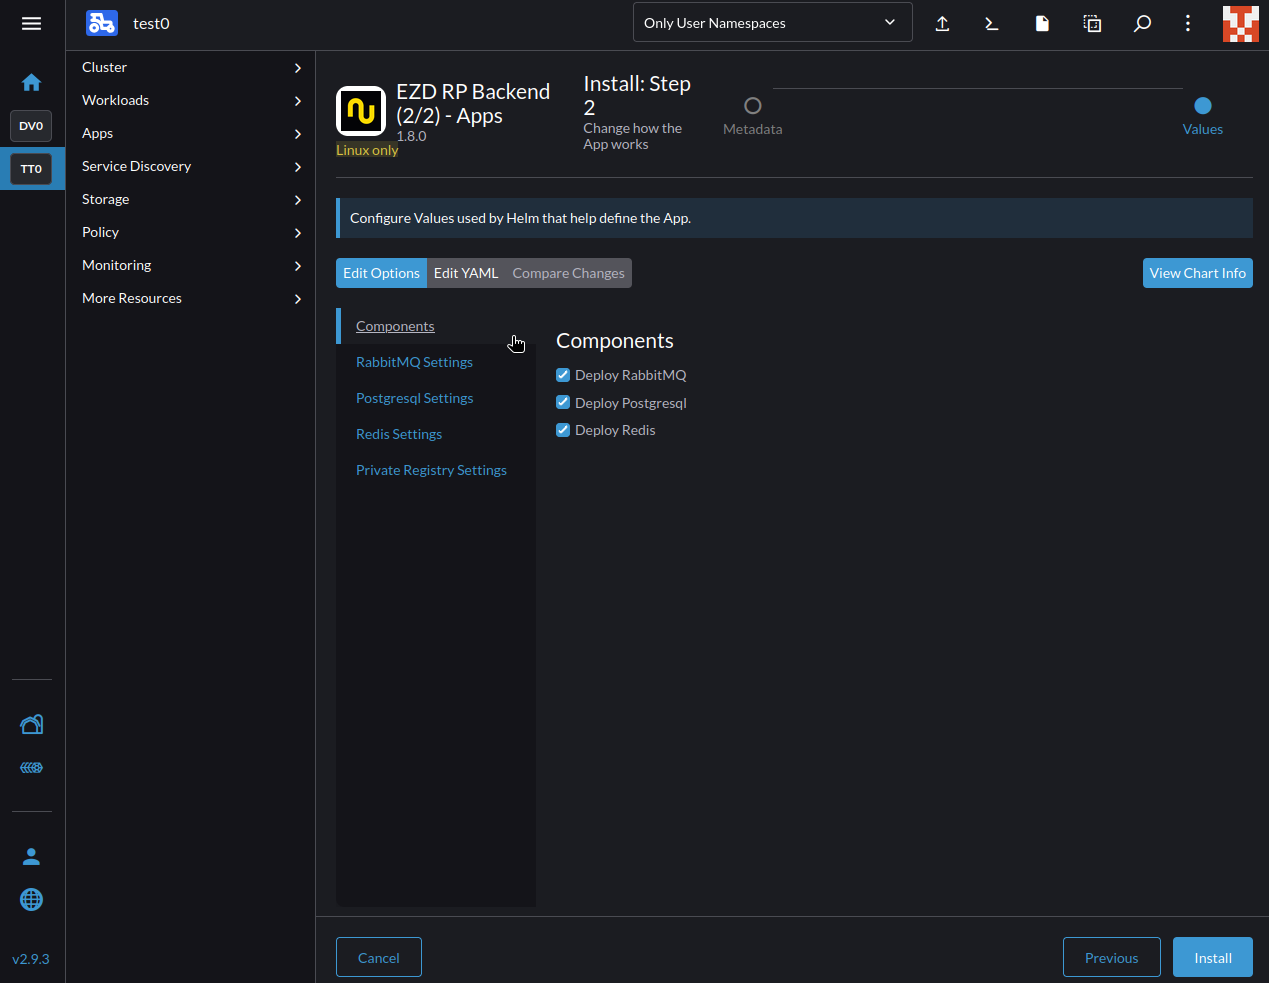 test0
Only User Namespaces
DV0
TT0
Cluster
Workloads
Apps
Service Discovery
Storage
Policy
Monitoring
More Resources
v2.9.3
EZD RP Backend
(2/2) - Apps
1.8.0
Linux only
Install: Step
2
Change how the
App works
Metadata
Values
Configure Values used by Helm that help define the App.
Edit Options
Edit YAML
Compare Changes
View Chart Info
Components
RabbitMQ Settings
Postgresql Settings
Redis Settings
Private Registry Settings
Components
Deploy RabbitMQ
Deploy Postgresql
Deploy Redis
Cancel
Previous
Install